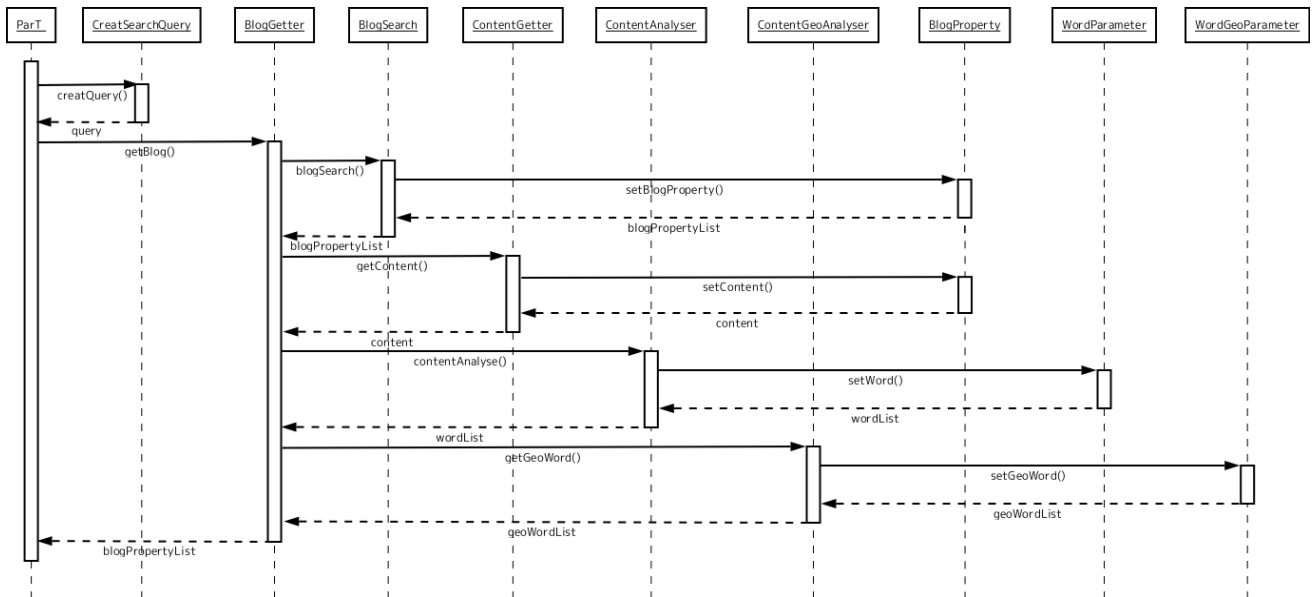 ParT
CreatSearchQuery
BlogGetter
BlogSearch
ContentGetter
ContentAnalyser
ContentGeoAnalyser
BlogProperty
WordParameter
WordGeoParameter
creatQuery()
query
getBlog()
blogSearch()
setBlogProperty()
blogPropertyList
blogPropertyList
getContent()
setContent()
content
content
contentAnalyse()
setWord()
wordList
wordList
getGeoWord()
setGeoWord()
geoWordList
geoWordList
blogPropertyList